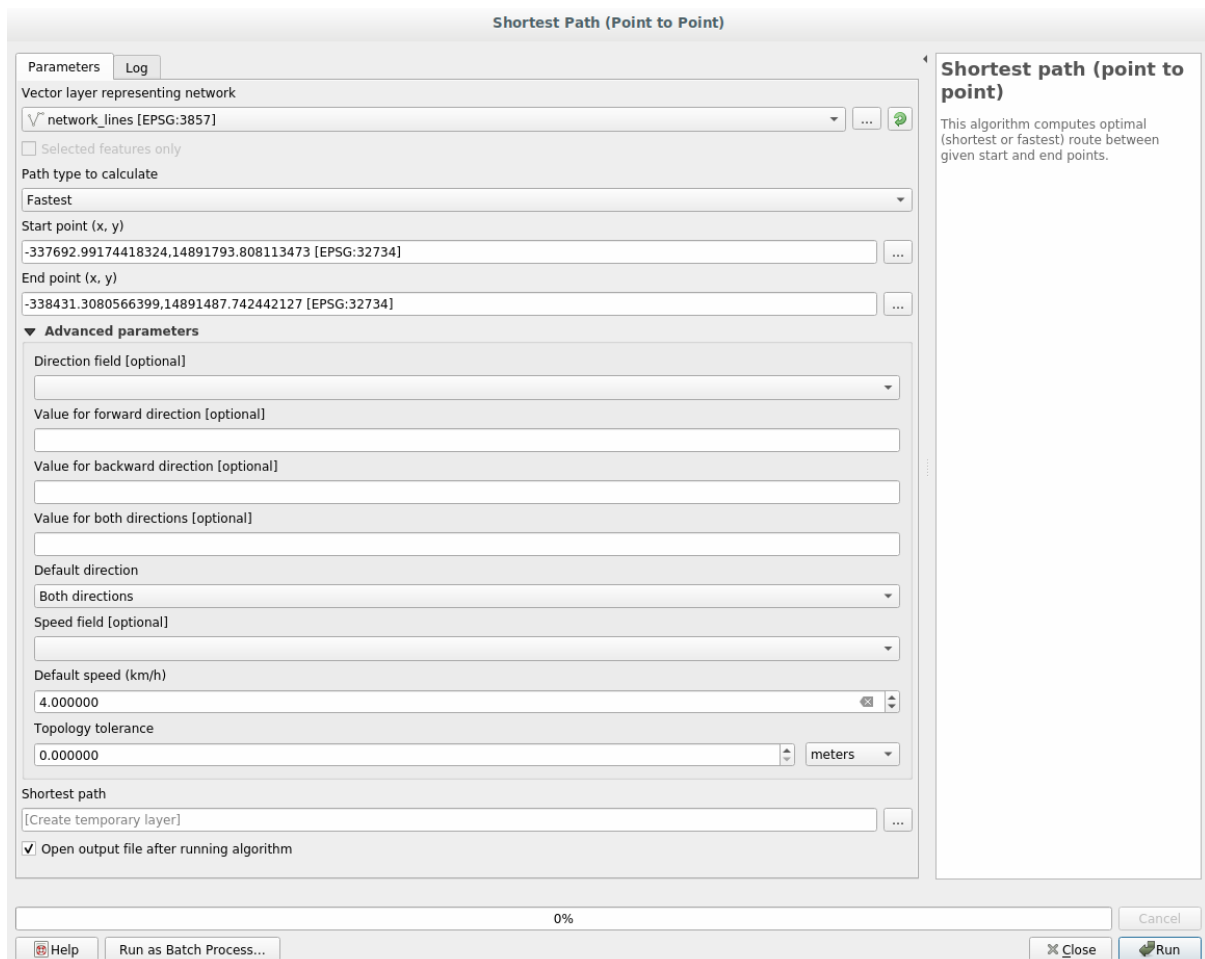 Shortest Path (Point to Point)
Parameters
Log
Vector layer representing network
network_lines [EPSG:3857]
...
Selected features only
Path type to calculate
Fastest
Start point (x, y)
-337692.99174418324,14891793.808113473 [EPSG:32734]
...
End point (x, y)
-338431.3080566399,14891487.742442127 [EPSG:32734]
...
Advanced parameters
Direction field [optional]
Value for forward direction [optional]
Value for backward direction [optional]
Value for both directions [optional]
Default direction
Both directions
Speed field [optional]
Default speed (km/h)
4.000000
Topology tolerance
0.000000
meters
Shortest path
[Create temporary layer]
...
Open output file after running algorithm
Shortest path (point to
point)
This algorithm computes optimal
(shortest or fastest) route between
given start and end points.
0%
Cancel
Help
Run as Batch Process...
Close
Run